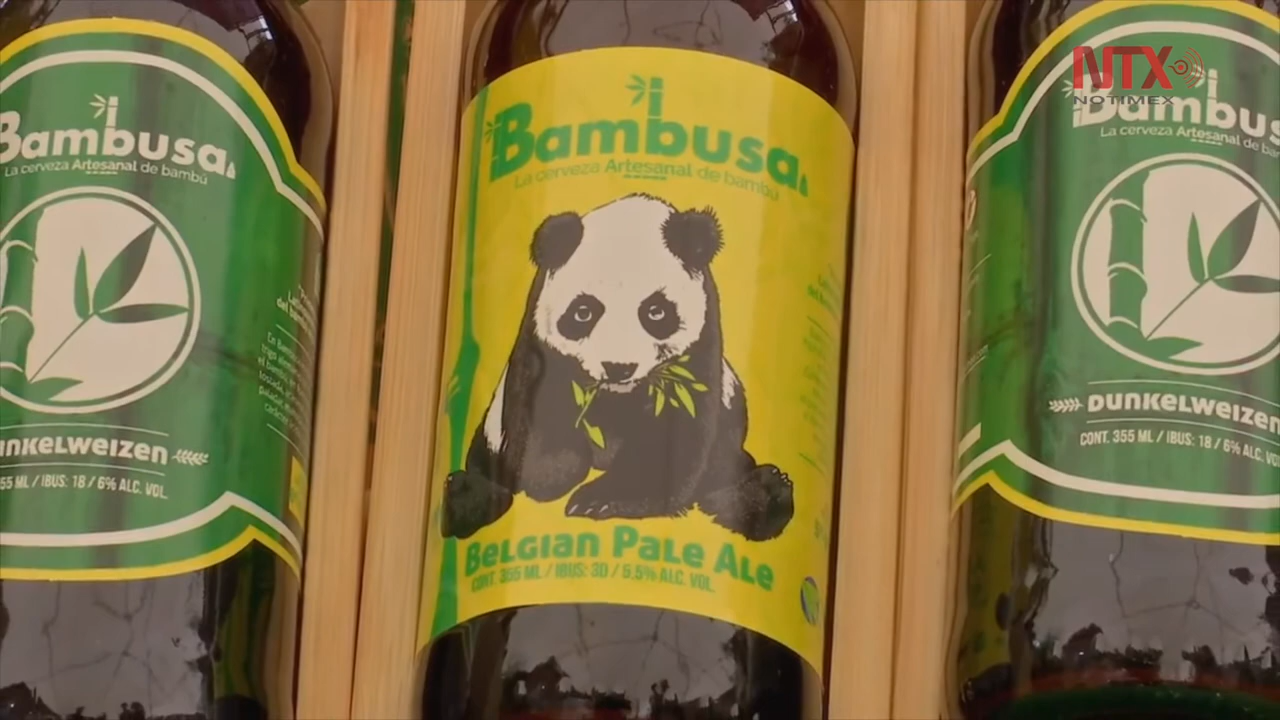 Bambusa
La cerveza Artesanal de bambú
DUNKELWEIZEN
55 ML / IBUS: 18 / 6% ALC. VOL.
Bambusa
La cerveza Artesanal de bambú
Belgian Pale Ale
CONT. 355 ML / IBUS: 30 / 5.5% ALC. VOL.
NTX
NOTIMEX
Bambusa
La cerveza Artesanal de bambú
DUNKELWEIZEN
CONT. 355 ML / IBUS: 18 / 6% ALC. VOL